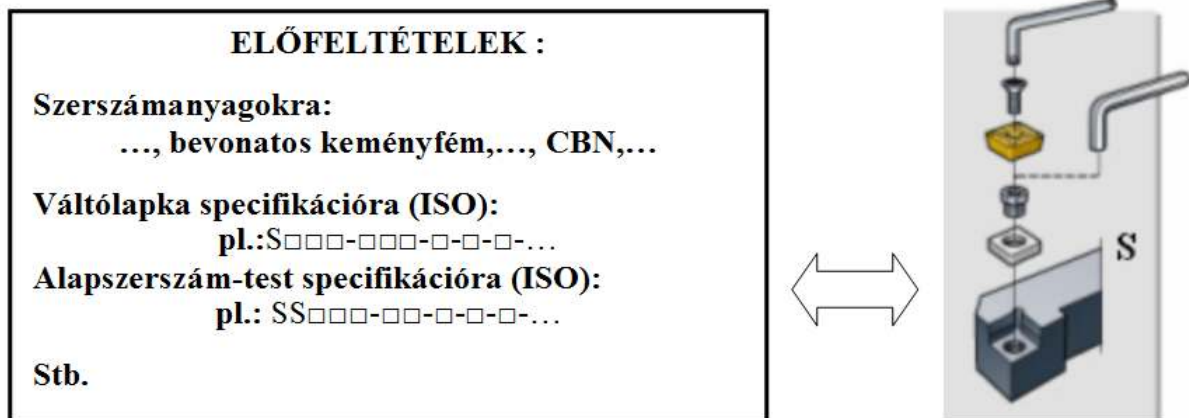 ELŐFELTÉTELEK :
Szerszámanyagokra:
…, bevonatos keményfém,…, CBN,…
Váltólapka specifikációra (ISO):
pl.:S□□□-□□□-□-□-□-…
Alapszerszám-test specifikációra (ISO):
pl.: SS□□□-□□-□-□-□-…
Stb.
S